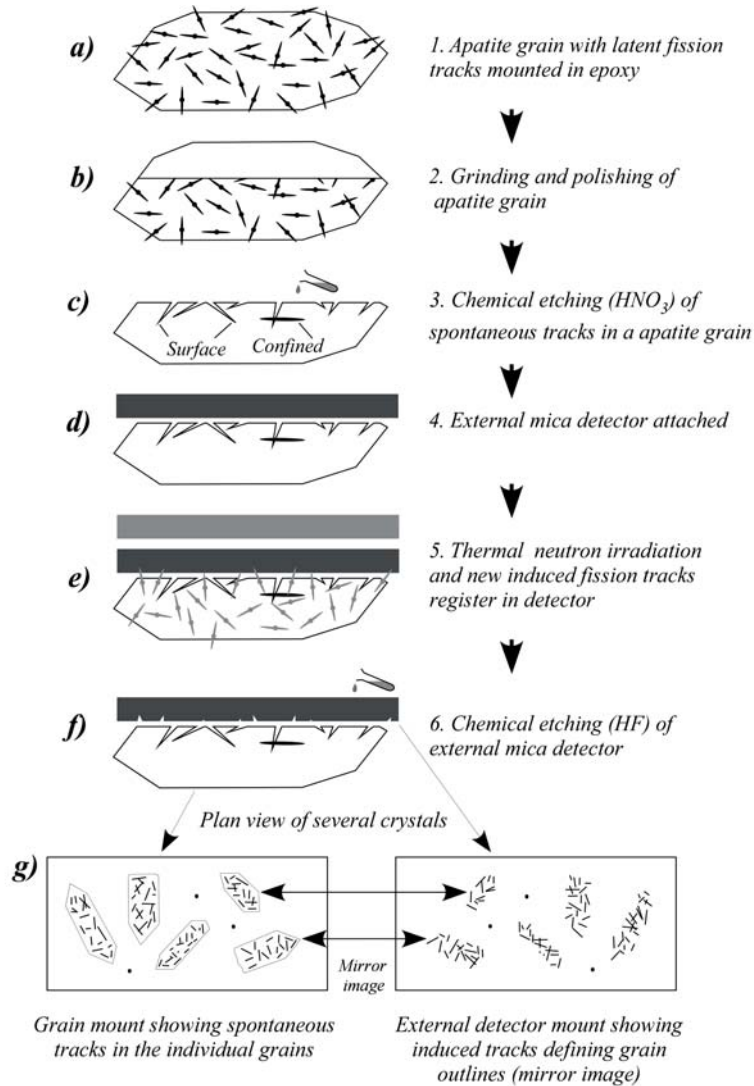 a)
1. Apatite grain with latent fission
tracks mounted in epoxy
b)
2. Grinding and polishing of
apatite grain
c)
Surface
Confined
3. Chemical etching (HNO3) of
spontaneous tracks in a apatite grain
d)
4. External mica detector attached
e)
5. Thermal neutron irradiation
and new induced fission tracks
register in detector
f)
6. Chemical etching (HF) of
external mica detector
Plan view of several crystals
g)
Mirror
image
Grain mount showing spontaneous
tracks in the individual grains
External detector mount showing
induced tracks defining grain
outlines (mirror image)